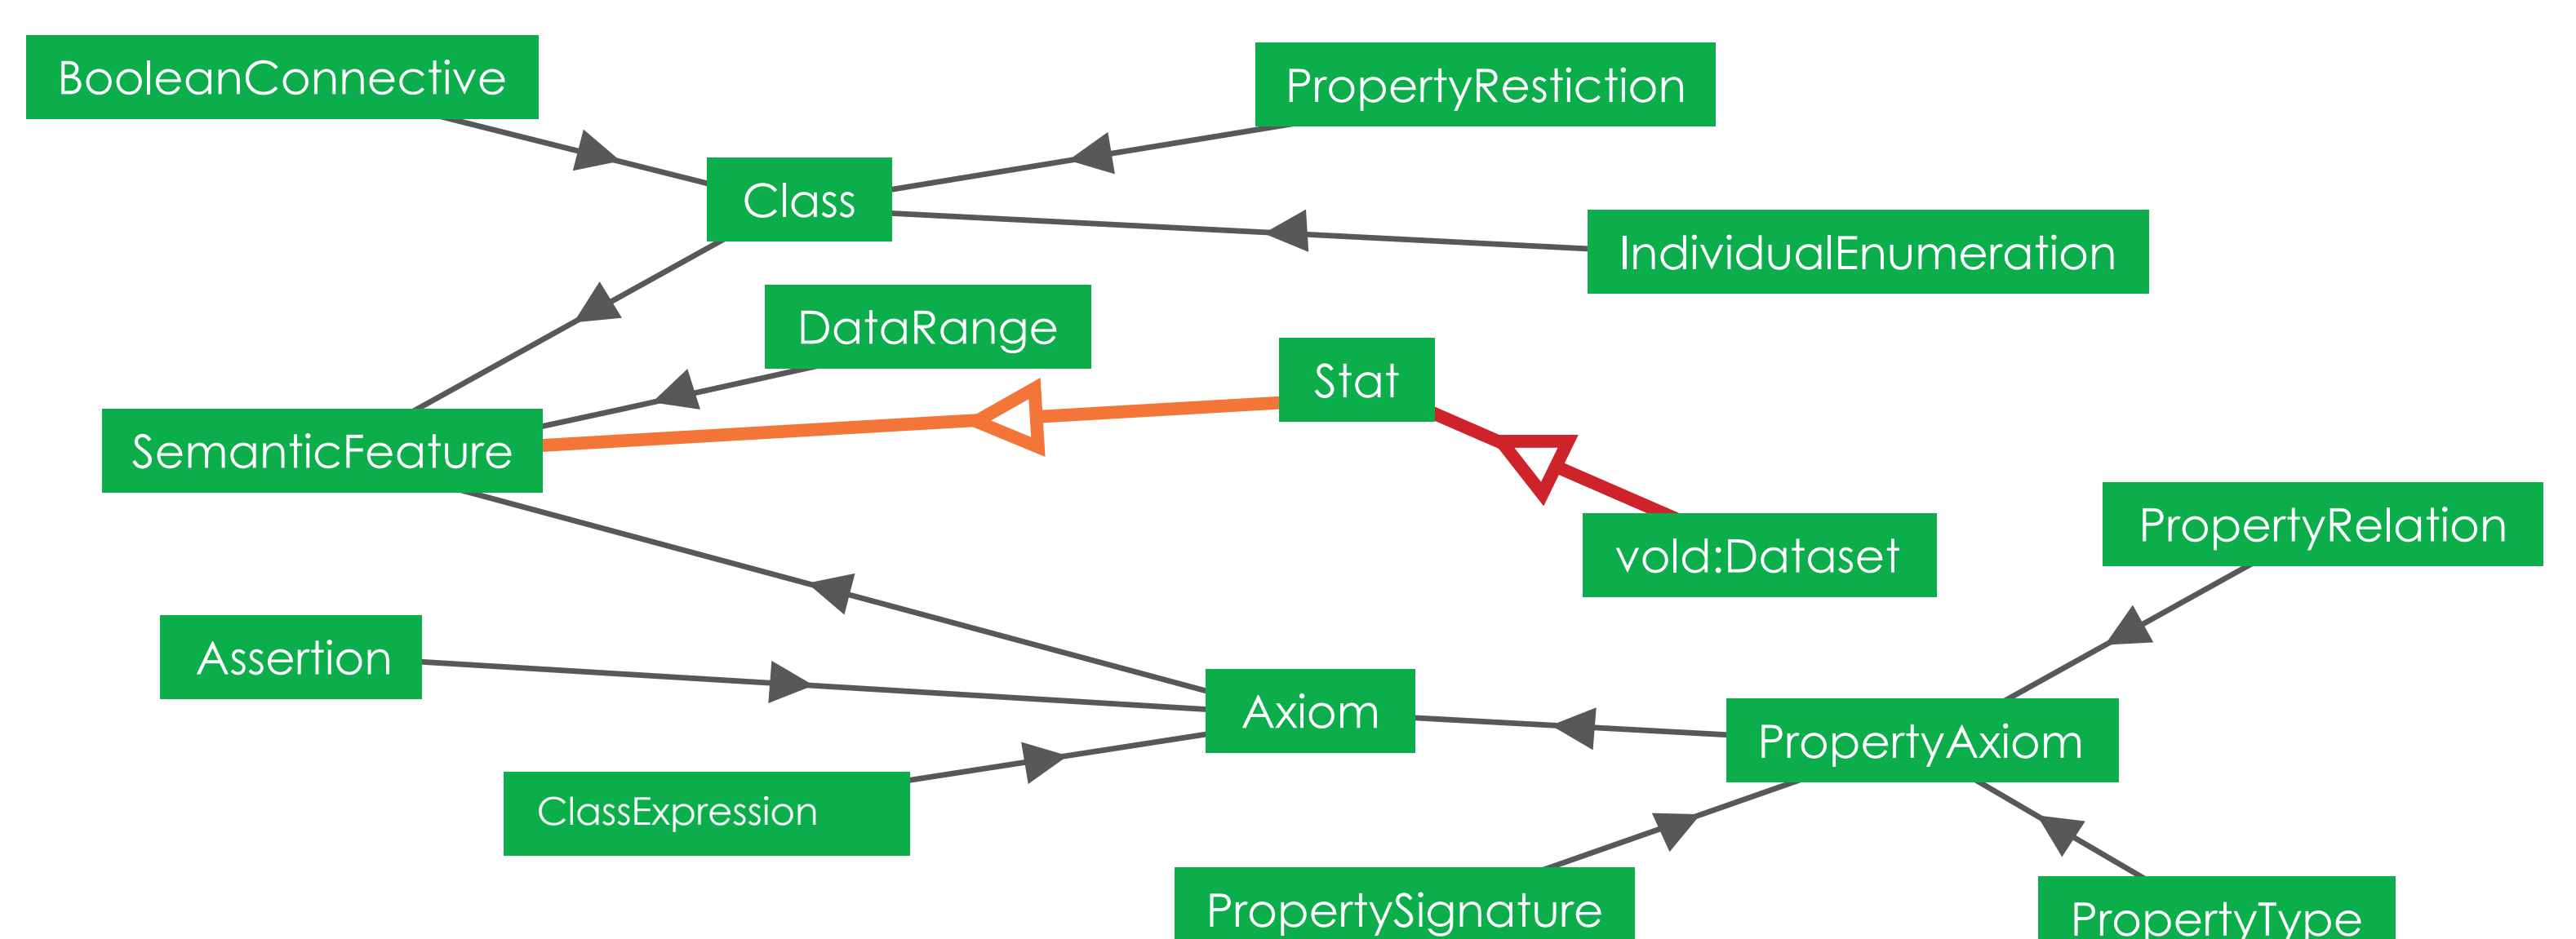 BooleanConnective
PropertyRestiction
Class
IndividualEnumeration
DataRange
Stat
SemanticFeature
PropertyRelation
vold:Dataset
Assertion
Axiom
PropertyAxiom
ClassExpression
PropertySignature
PropertyType